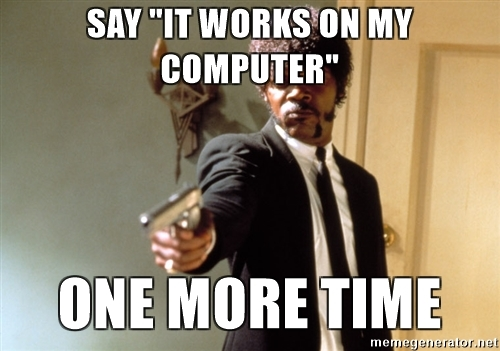 SAY "IT WORKS ON MY
COMPUTER"
ONE MORE TIME
memegenerator.net